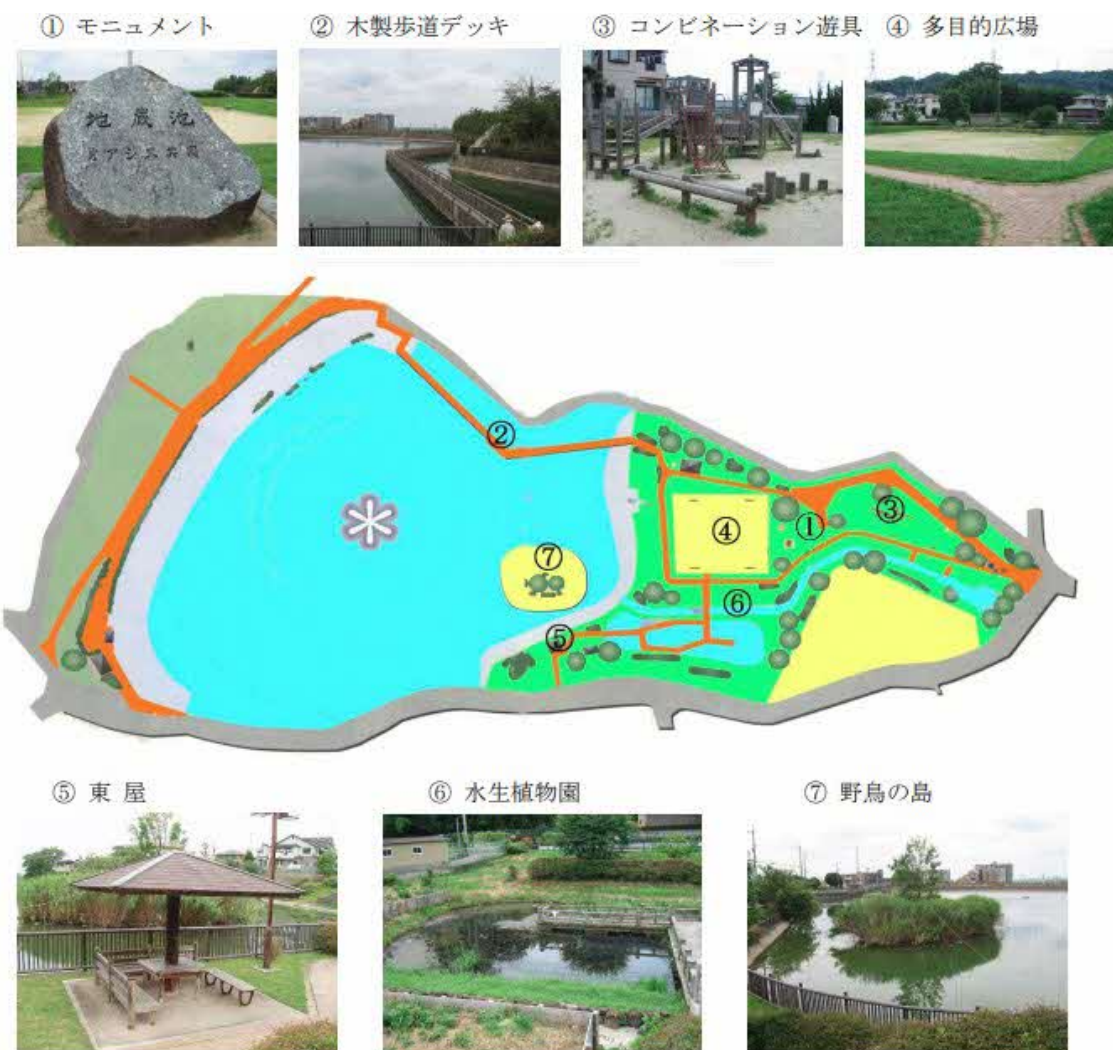 ① モニュメント
② 木製歩道デッキ
③ コンビネーション遊具
④ 多目的広場
地蔵池
②
③
①
④
⑦
⑥
⑤
⑤ 東 屋
⑥ 水生植物園
⑦ 野鳥の島